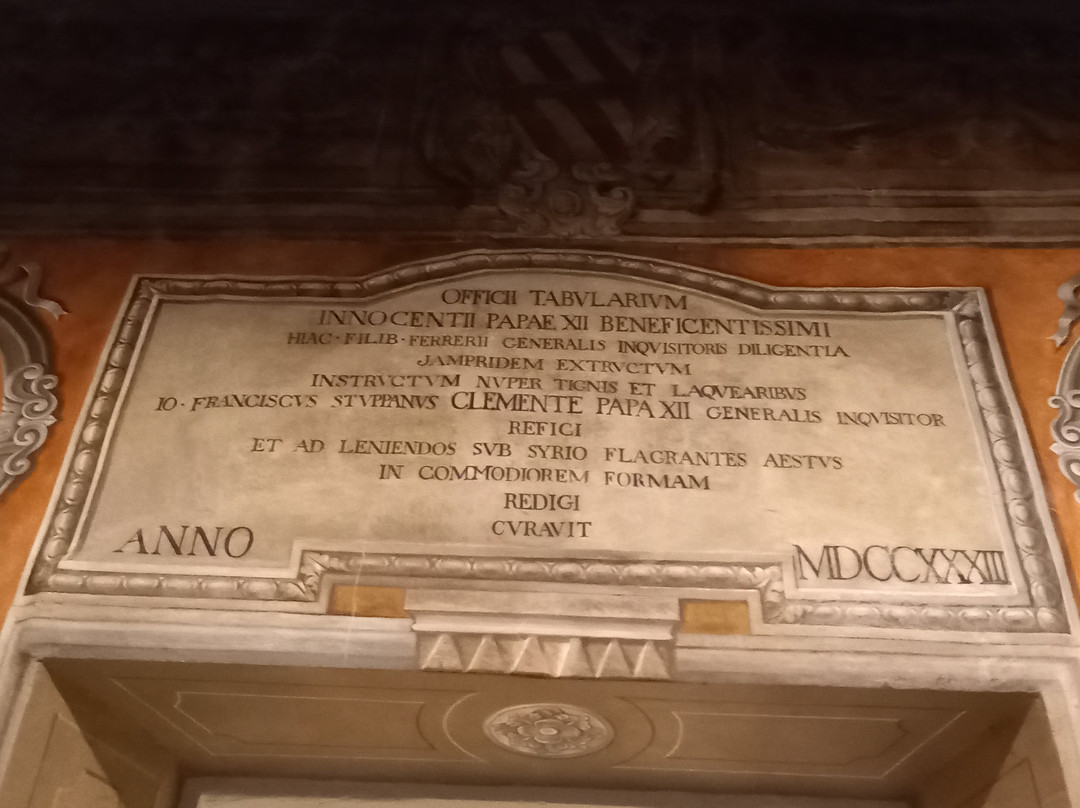 OFFICII TABVLARIVM
INNOCENTII PAPAE XII BENEFICENTISSIMI
HIAC · FILIB · FERRERII GENERALIS INQVISITORIS DILIGENTIA
JAMPRIDEM EXTRVCTVM
INSTRVCTVM NVPER TIGNIS ET LAQVEARIBVS
IO · FRANCISCVS STVPPANVS CLEMENTE PAPA XII GENERALIS INQVISITOR
REFICI
ET AD LENIENDOS SVB SYRIO FLAGRANTES AESTVS
IN COMMODIOREM FORMAM
REDIGI
CVRAVIT
ANNO MDCCXXXIII